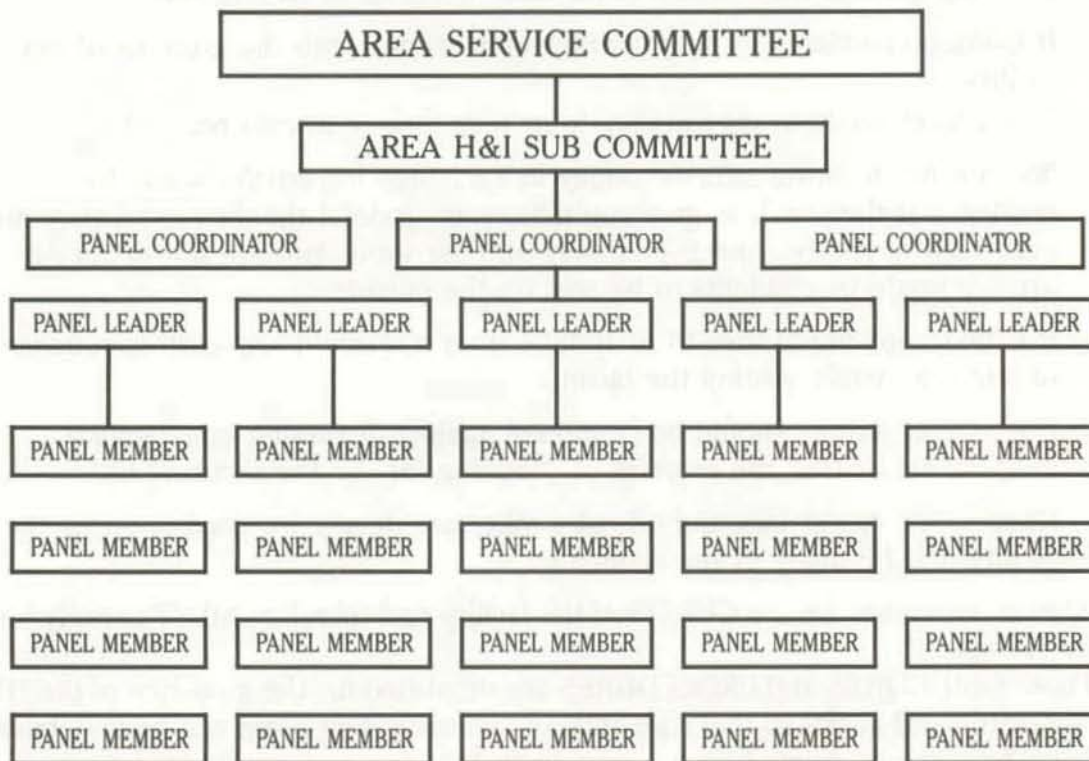 AREA SERVICE COMMITTEE
AREA H&I SUB COMMITTEE
PANEL COORDINATOR PANEL COORDINATOR PANEL COORDINATOR
PANEL LEADER PANEL LEADER PANEL LEADER PANEL LEADER PANEL LEADER
PANEL MEMBER PANEL MEMBER PANEL MEMBER PANEL MEMBER PANEL MEMBER
PANEL MEMBER PANEL MEMBER PANEL MEMBER PANEL MEMBER PANEL MEMBER
PANEL MEMBER PANEL MEMBER PANEL MEMBER PANEL MEMBER PANEL MEMBER
PANEL MEMBER PANEL MEMBER PANEL MEMBER PANEL MEMBER PANEL MEMBER